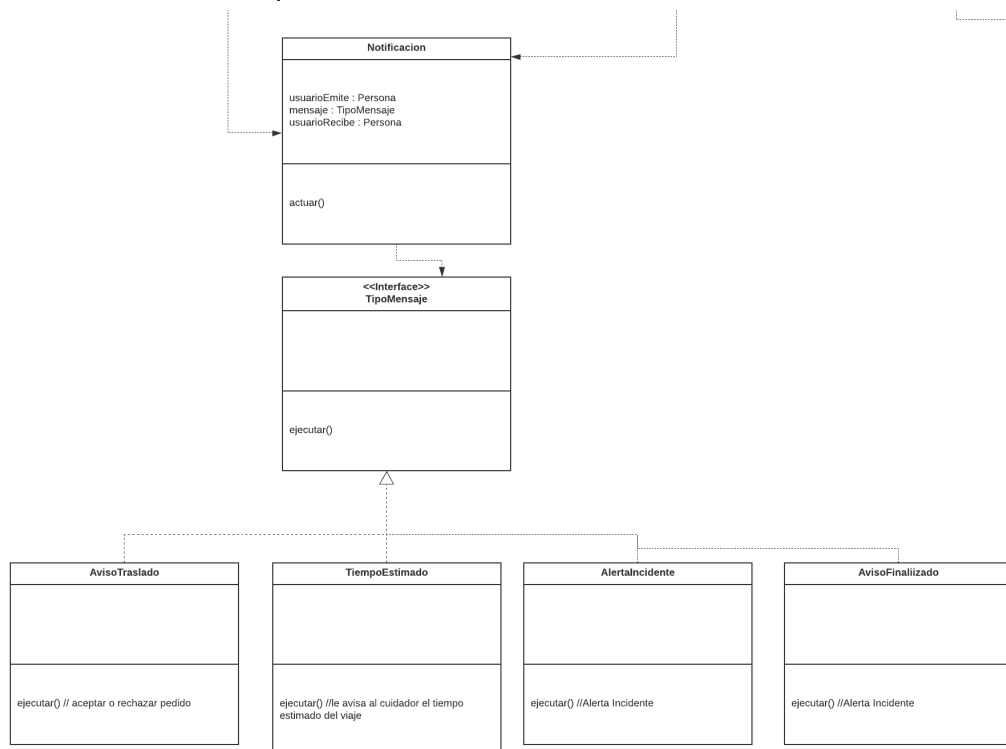 Notificacion
usuarioEmite : Persona
mensaje : TipoMensaje
usuarioRecibe : Persona
actuar()
<<Interface>>
TipoMensaje
ejecutar()
AvisoTraslado
ejecutar() // aceptar o rechazar pedido
TiempoEstimado
ejecutar() //le avisa al cuidador el tiempo
estimado del viaje
AlertaIncidente
ejecutar() //Alerta Incidente
AvisoFinaliizado
ejecutar() //Alerta Incidente